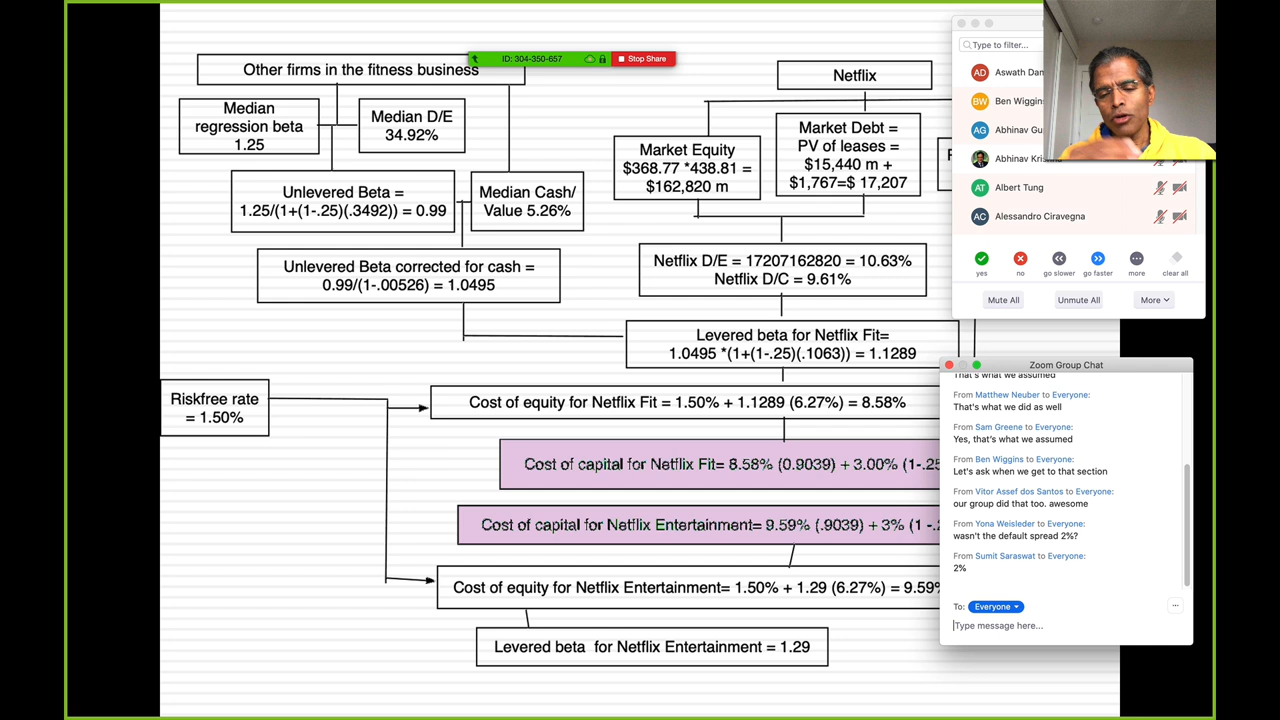 Other firms in the fitness business
ID: 304-350-657
Stop Share
Median
regression beta
1.25
Median D/E
34.92%
Unlevered Beta =
1.25/(1+(1-.25)(.3492)) = 0.99
Median Cash/
Value 5.26%
Unlevered Beta corrected for cash =
0.99/(1-.00526) = 1.0495
Netflix
Market Equity
$368.77 *438.81 =
$162,820 m
Market Debt =
PV of leases =
$15,440 m +
$1,767=$ 17,207
Netflix D/E = 17207162820 = 10.63%
Netflix D/C = 9.61%
Levered beta for Netflix Fit=
1.0495 *(1+(1-.25)(.1063)) = 1.1289
Riskfree rate
= 1.50%
Cost of equity for Netflix Fit = 1.50% + 1.1289 (6.27%) = 8.58%
Cost of capital for Netflix Fit= 8.58% (0.9039) + 3.00% (1-.25
Cost of capital for Netflix Entertainment= 9.59% (.9039) + 3% (1 -.
Cost of equity for Netflix Entertainment= 1.50% + 1.29 (6.27%) = 9.59%
Levered beta for Netflix Entertainment = 1.29
Type to filter...
AD Aswath Dam
BW Ben Wiggins
AG Abhinav Gu
Abhinav Kri
AT Albert Tung
AC Alessandro Ciravegna
yes no go slower go faster more clear all
Mute All Unmute All More
Zoom Group Chat
That's what we assumed
From Matthew Neuber to Everyone:
That's what we did as well
From Sam Greene to Everyone:
Yes, that's what we assumed
From Ben Wiggins to Everyone:
Let's ask when we get to that section
From Vitor Assef dos Santos to Everyone:
our group did that too. awesome
From Yona Weisleder to Everyone:
wasn't the default spread 2%?
From Sumit Saraswat to Everyone:
2%
To: Everyone
Type message here...